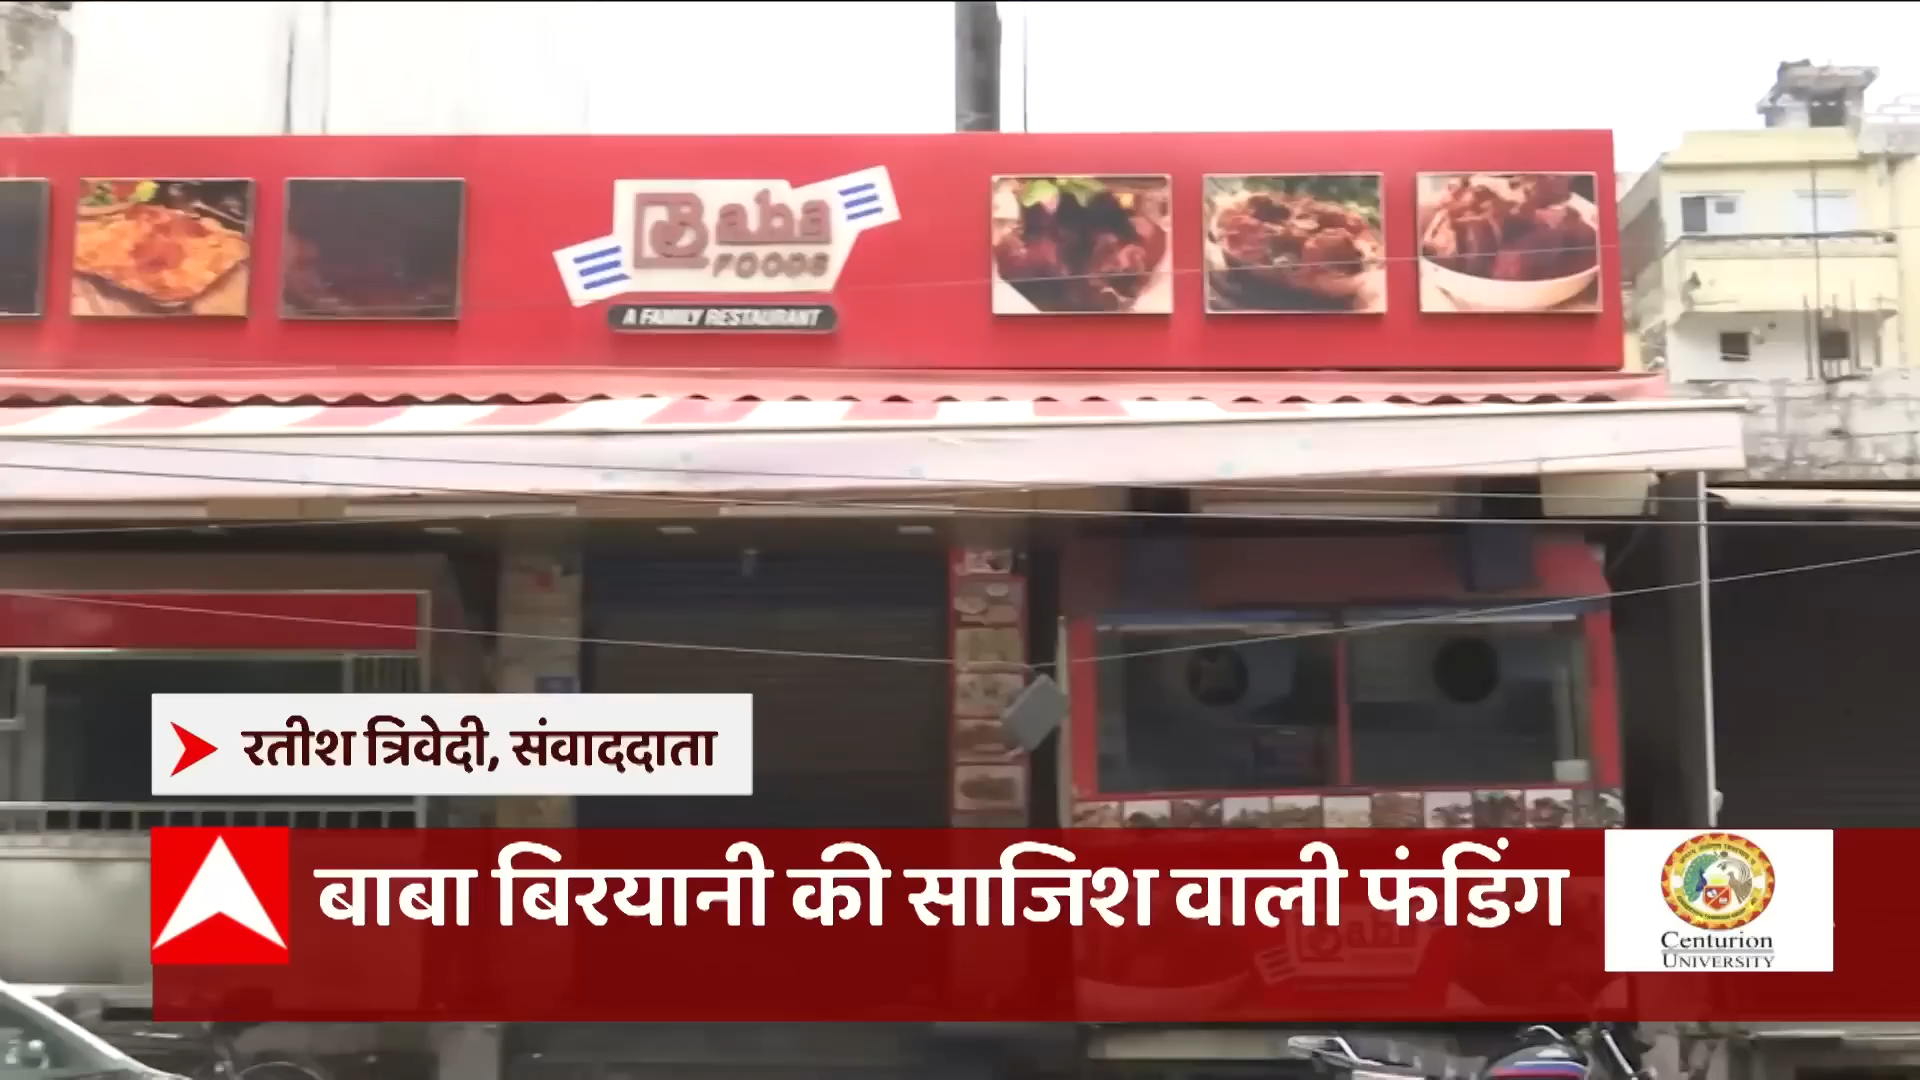 Baba
FOODS
A FAMILY RESTAURANT
रतीश त्रिवेदी, संवाददाता
बाबा बिरयानी की साजिश वाली फंडिंग
Centurion
UNIVERSITY